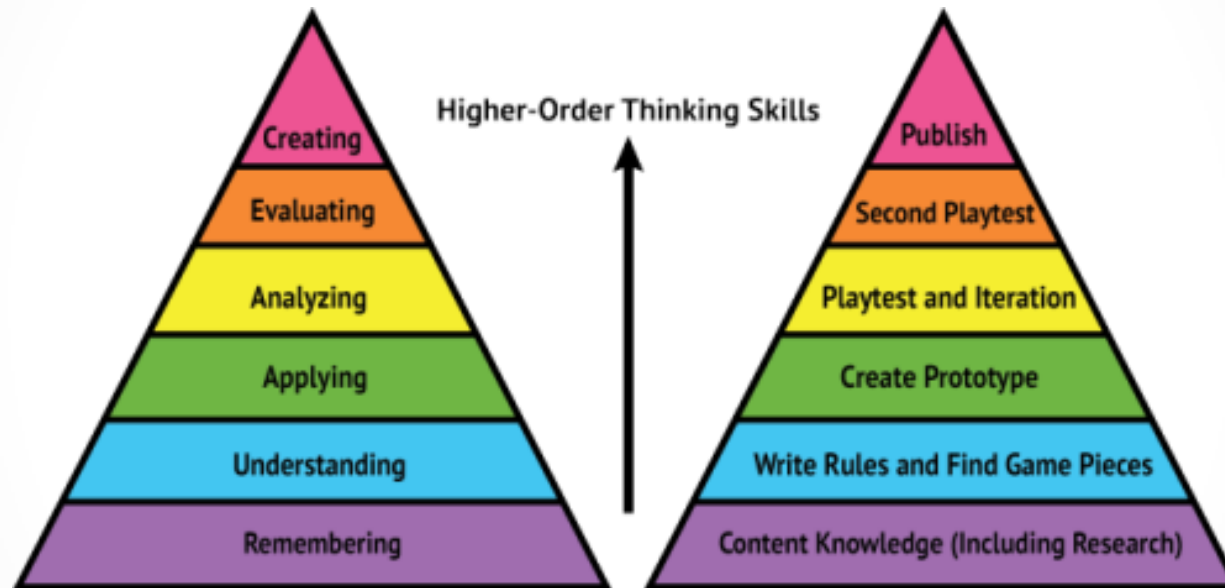 Higher-Order Thinking Skills
Creating
Evaluating
Analyzing
Applying
Understanding
Remembering
Publish
Second Playtest
Playtest and Iteration
Create Prototype
Write Rules and Find Game Pieces
Content Knowledge (Including Research)